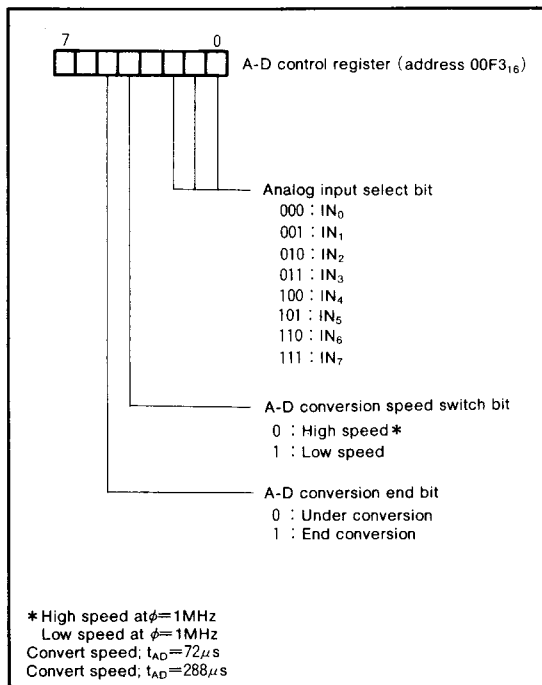 7 0
A-D control register (address 00F3₁₆)
Analog input select bit
000 : IN₀
001 : IN₁
010 : IN₂
011 : IN₃
100 : IN₄
101 : IN₅
110 : IN₆
111 : IN₇
A-D conversion speed switch bit
0 : High speed*
1 : Low speed
A-D conversion end bit
0 : Under conversion
1 : End conversion
* High speed at φ=1MHz
Low speed at φ=1MHz
Convert speed; t_AD=72μs
Convert speed; t_AD=288μs